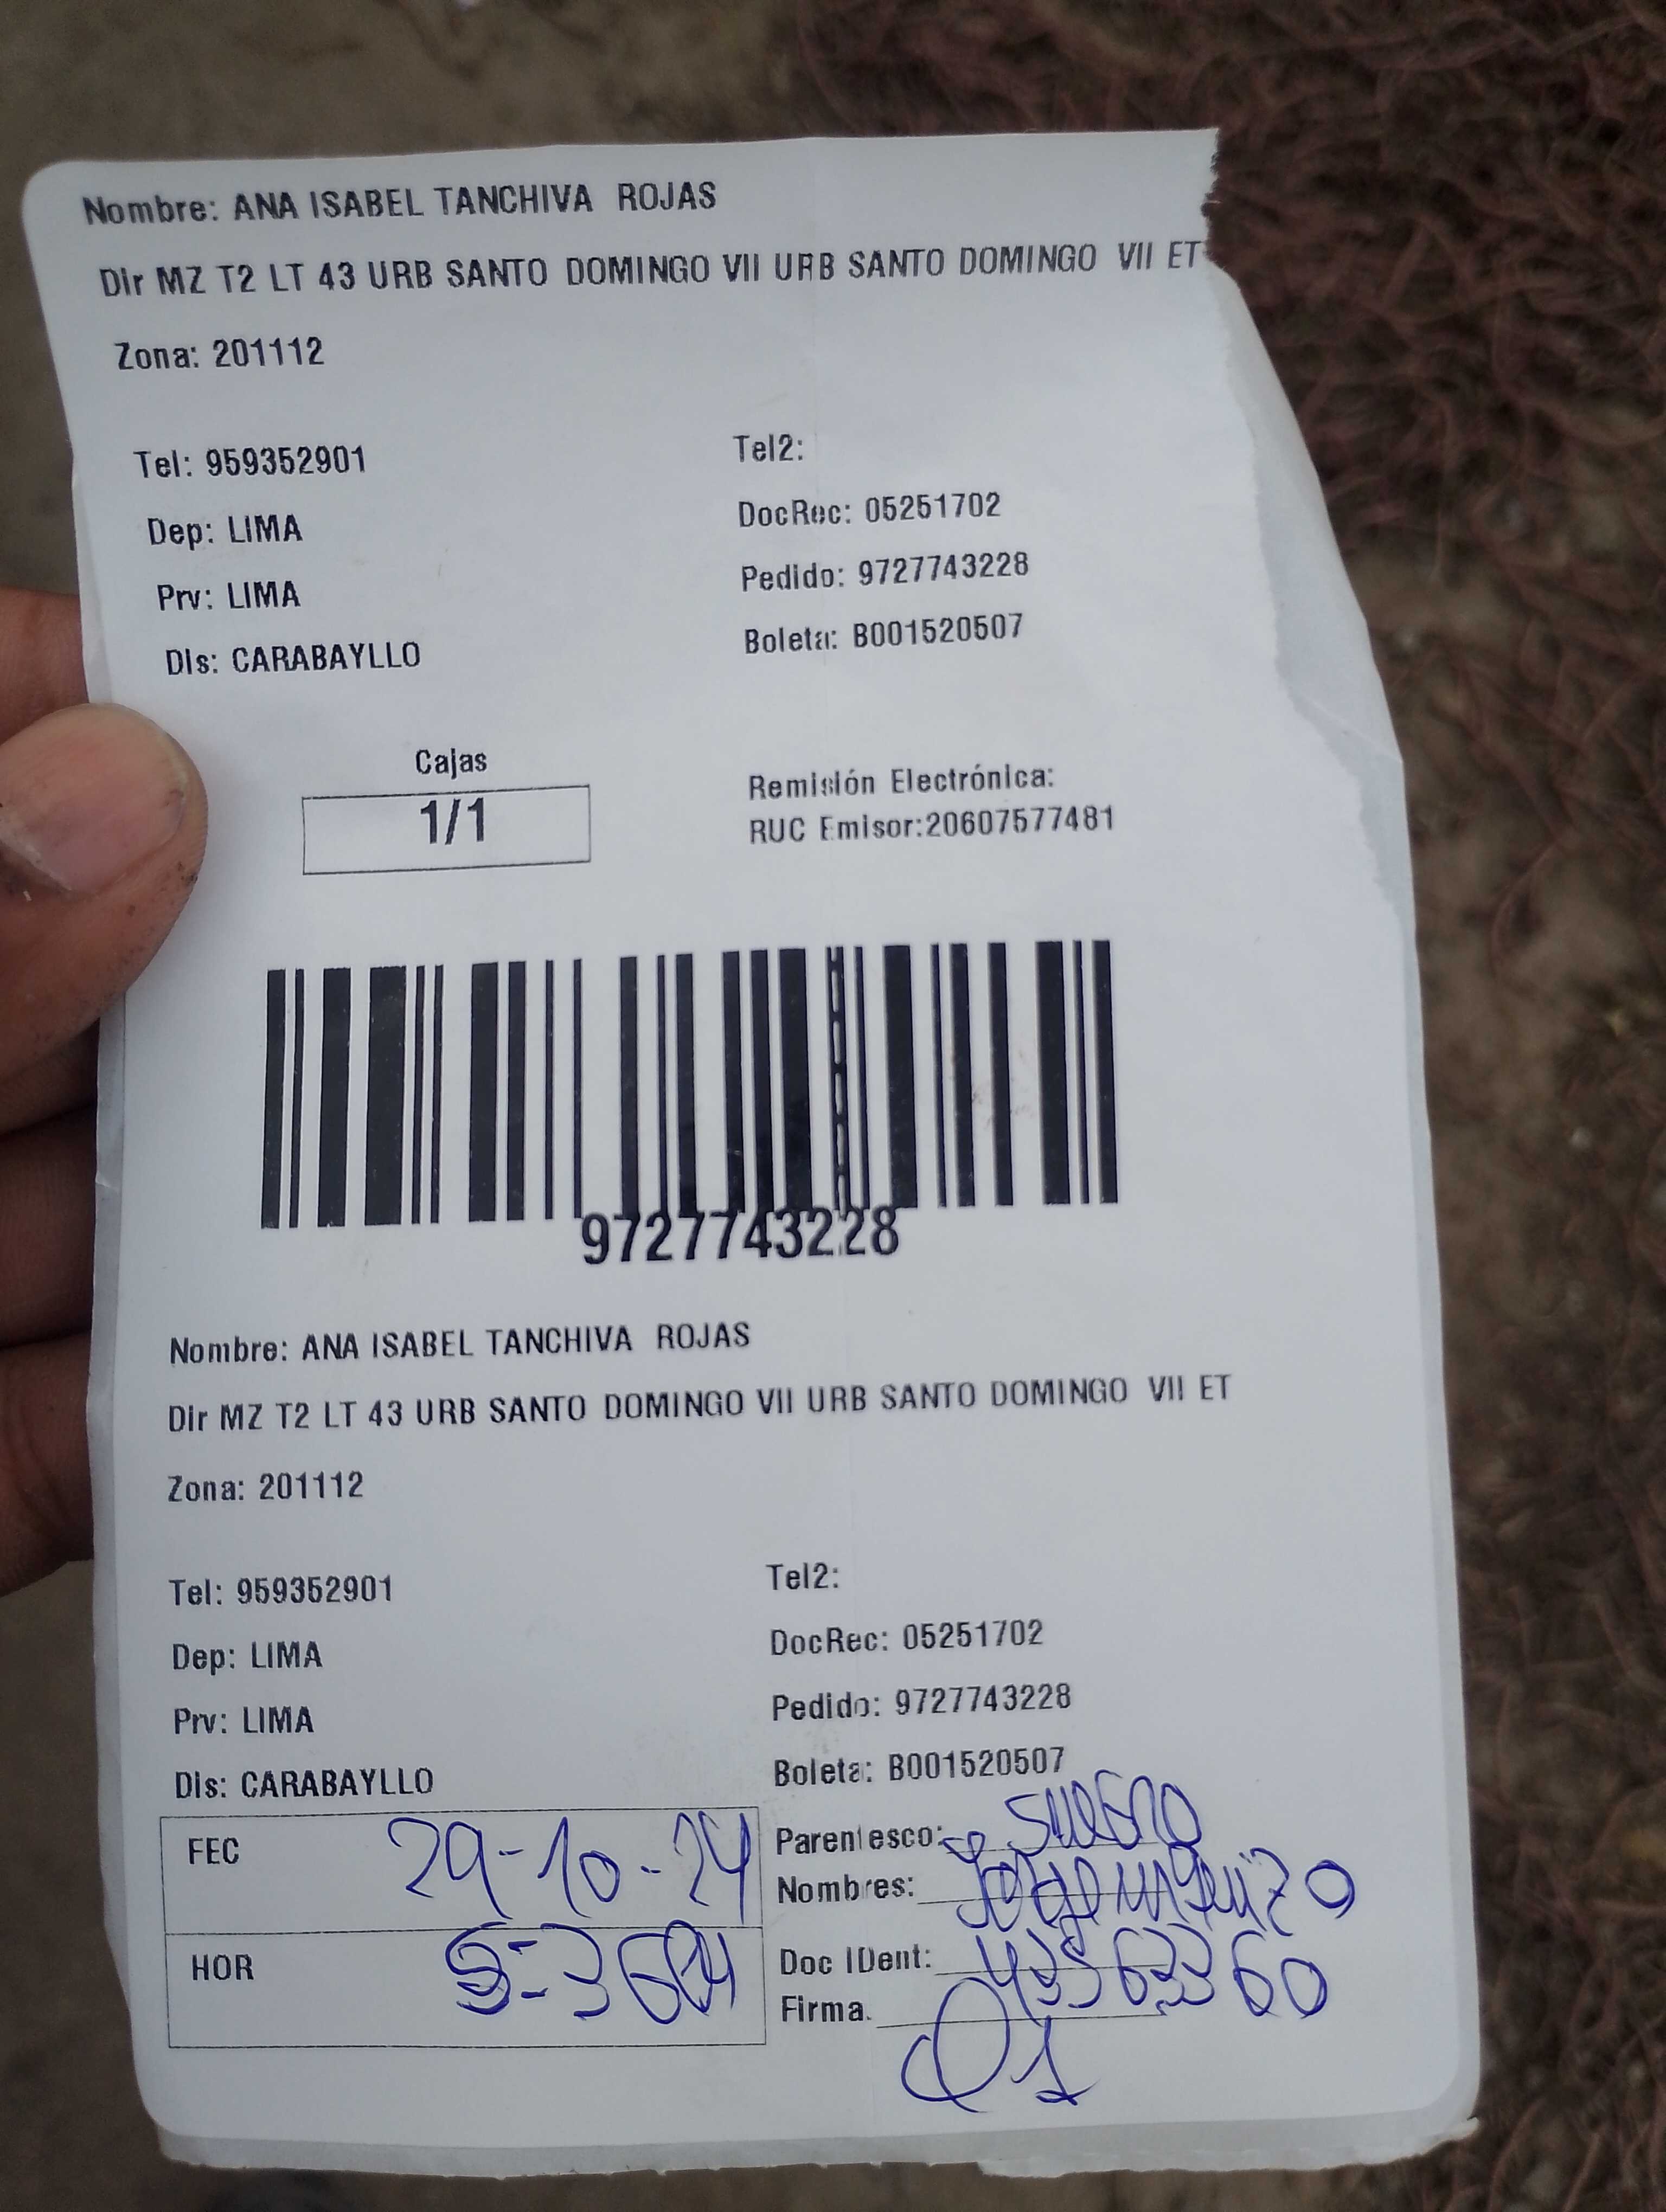 Nombre: ANA ISABEL TANCHIVA ROJAS
Dir MZ T2 LT 43 URB SANTO DOMINGO VII URB SANTO DOMINGO VII ET
Zona: 201112
Tel: 959352901 Tel2:
Dep: LIMA DocRec: 05251702
Prv: LIMA Pedido: 9727743228
Dis: CARABAYLLO Boleta: B001520507
Cajas
1/1
Remisión Electrónica:
RUC Emisor:20607577481
9727743228
Nombre: ANA ISABEL TANCHIVA ROJAS
Dir MZ T2 LT 43 URB SANTO DOMINGO VII URB SANTO DOMINGO VII ET
Zona: 201112
Tel: 959352901 Tel2:
Dep: LIMA DocRec: 05251702
Prv: LIMA Pedido: 9727743228
Dis: CARABAYLLO Boleta: B001520507
FEC 29-10-24 Parentesco: suegro
Nombres:
HOR Doc IDent:
Firma.